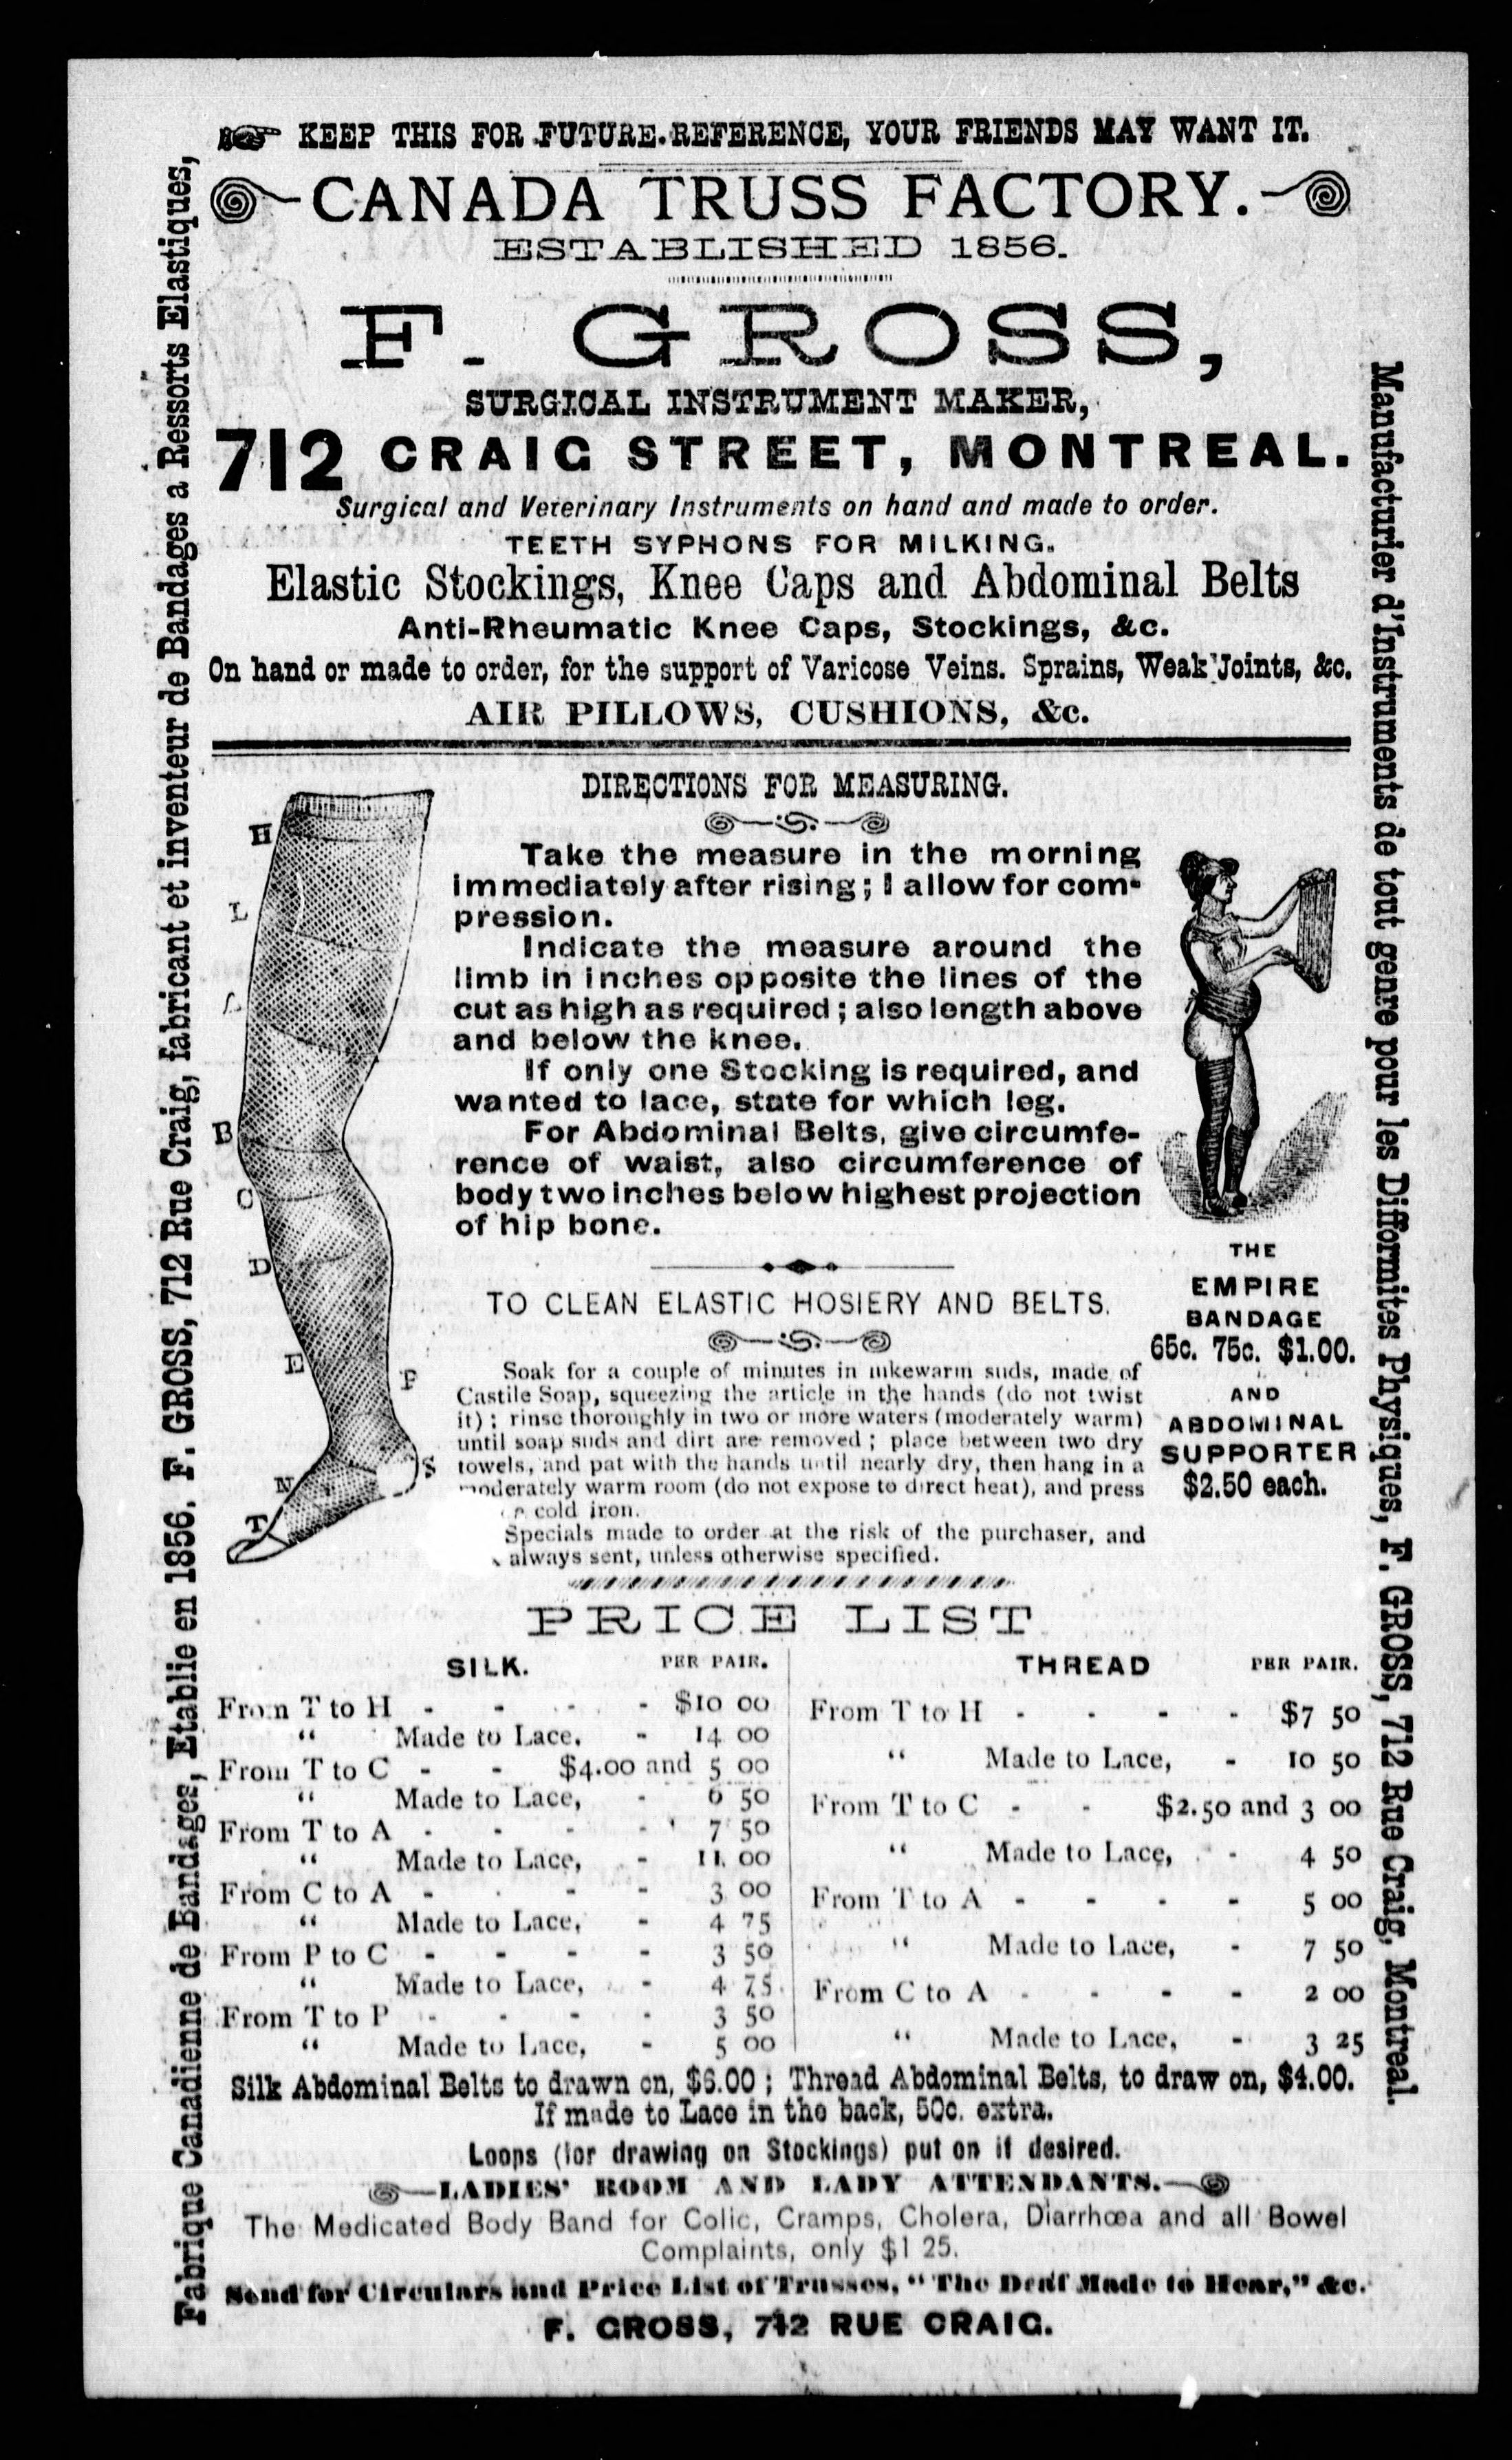 KEEP THIS FOR FUTURE REFERENCE, YOUR FRIENDS MAY WANT IT.
CANADA TRUSS FACTORY.
ESTABLISHED 1856.
F. GROSS,
SURGICAL INSTRUMENT MAKER,
712 CRAIG STREET, MONTREAL.
Surgical and Veterinary Instruments on hand and made to order.
TEETH SYPHONS FOR MILKING.
Elastic Stockings, Knee Caps and Abdominal Belts
Anti-Rheumatic Knee Caps, Stockings, &c.
On hand or made to order, for the support of Varicose Veins. Sprains, Weak Joints, &c.
AIR PILLOWS, CUSHIONS, &c.
DIRECTIONS FOR MEASURING.
Take the measure in the morning
immediately after rising; I allow for com-
pression.
Indicate the measure around the
limb in inches opposite the lines of the
cut as high as required; also length above
and below the knee.
If only one Stocking is required, and
wanted to lace, state for which leg.
For Abdominal Belts, give circumfe-
rence of waist, also circumference of
body two inches below highest projection
of hip bone.
H
L
B
C
D
E
F
S
N
T
THE
EMPIRE
BANDAGE
65c. 75c. $1.00.
AND
ABDOMINAL
SUPPORTER
$2.50 each.
TO CLEAN ELASTIC HOSIERY AND BELTS.
Soak for a couple of minutes in lukewarm suds, made of
Castile Soap, squeezing the article in the hands (do not twist
it); rinse thoroughly in two or more waters (moderately warm)
until soap suds and dirt are removed; place between two dry
towels, and pat with the hands until nearly dry, then hang in a
moderately warm room (do not expose to direct heat), and press
cold iron.
Specials made to order at the risk of the purchaser, and
always sent, unless otherwise specified.
PRICE LIST
SILK. PER PAIR.
From T to H - - - - $10 00
" Made to Lace. - 14 00
From T to C - - $4.00 and 5 00
" Made to Lace, - 6 50
From T to A - - - - 7 50
" Made to Lace, - 11.00
From C to A - - - - 3 00
" Made to Lace, - 4 75
From P to C - - - - 3 50
" Made to Lace, - 4 75
From T to P - - - - 3 50
" Made to Lace, - 5 00
THREAD PER PAIR.
From T to H - - - - $7 50
" Made to Lace, - 10 50
From T to C - - $2.50 and 3 00
" Made to Lace, - 4 50
From T to A - - - - 5 00
" Made to Lace, - 7 50
From C to A - - - - 2 00
" Made to Lace, - 3 25
Silk Abdominal Belts to drawn on, $6.00; Thread Abdominal Belts, to draw on, $4.00.
If made to Lace in the back, 50c. extra.
Loops (for drawing on Stockings) put on if desired.
LADIES' ROOM AND LADY ATTENDANTS.
The Medicated Body Band for Colic, Cramps, Cholera, Diarrhœa and all Bowel
Complaints, only $1 25.
Send for Circulars and Price List of Trusses, "The Deaf Made to Hear," &c.
F. GROSS, 712 RUE CRAIG.
Fabrique Canadienne de Bandages, Etablie en 1856. F. GROSS, 712 Rue Craig, fabricant et inventeur de Bandages a Ressorts Elastiques,
Manufacturier d'Instruments de tout genre pour les Difformites Physiques, F. GROSS, 712 Rue Craig, Montreal.